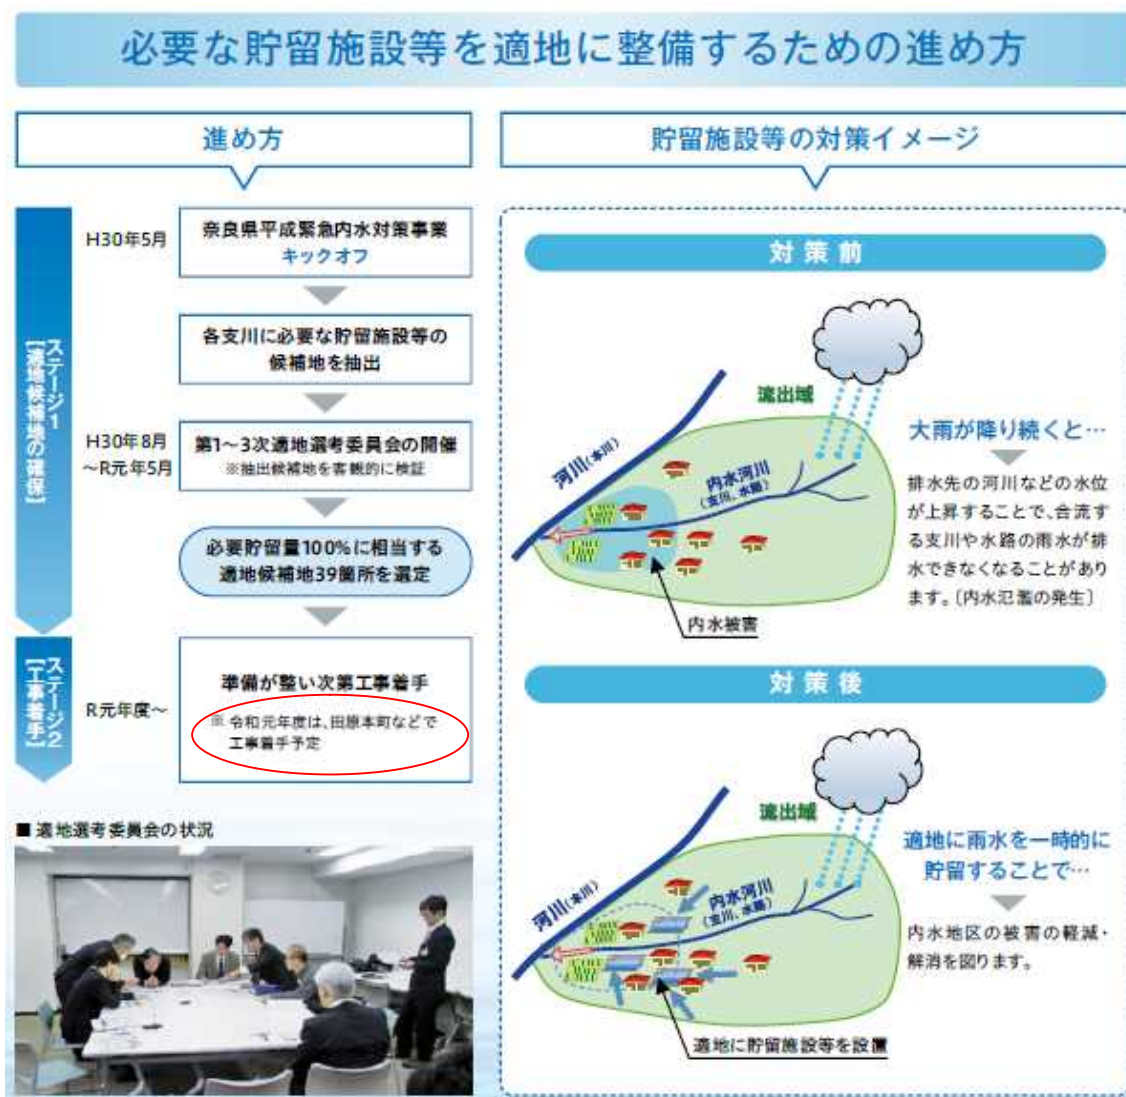 必要な貯留施設等を適地に整備するための進め方
進め方
ステージ1
【適地候補地の確保】
H30年5月
奈良県平成緊急内水対策事業
キックオフ
各支川に必要な貯留施設等の
候補地を抽出
H30年8月
～R元年5月
第1～3次適地選考委員会の開催
※抽出候補地を客観的に検証
必要貯留量100%に相当する
適地候補地39箇所を選定
ステージ2
【工事着手】
R元年度～
準備が整い次第工事着手
※ 令和元年度は、田原本町などで
工事着手予定
■ 適地選考委員会の状況
貯留施設等の対策イメージ
対策前
流出域
河川(本川)
内水河川
(支川、水路)
内水被害
大雨が降り続くと…
排水先の河川などの水位
が上昇することで、合流す
る支川や水路の雨水が排
水できなくなることがあり
ます。〔内水氾濫の発生〕
対策後
流出域
河川(本川)
内水河川
(支川、水路)
適地に貯留施設等を設置
適地に雨水を一時的に
貯留することで…
内水地区の被害の軽減・
解消を図ります。